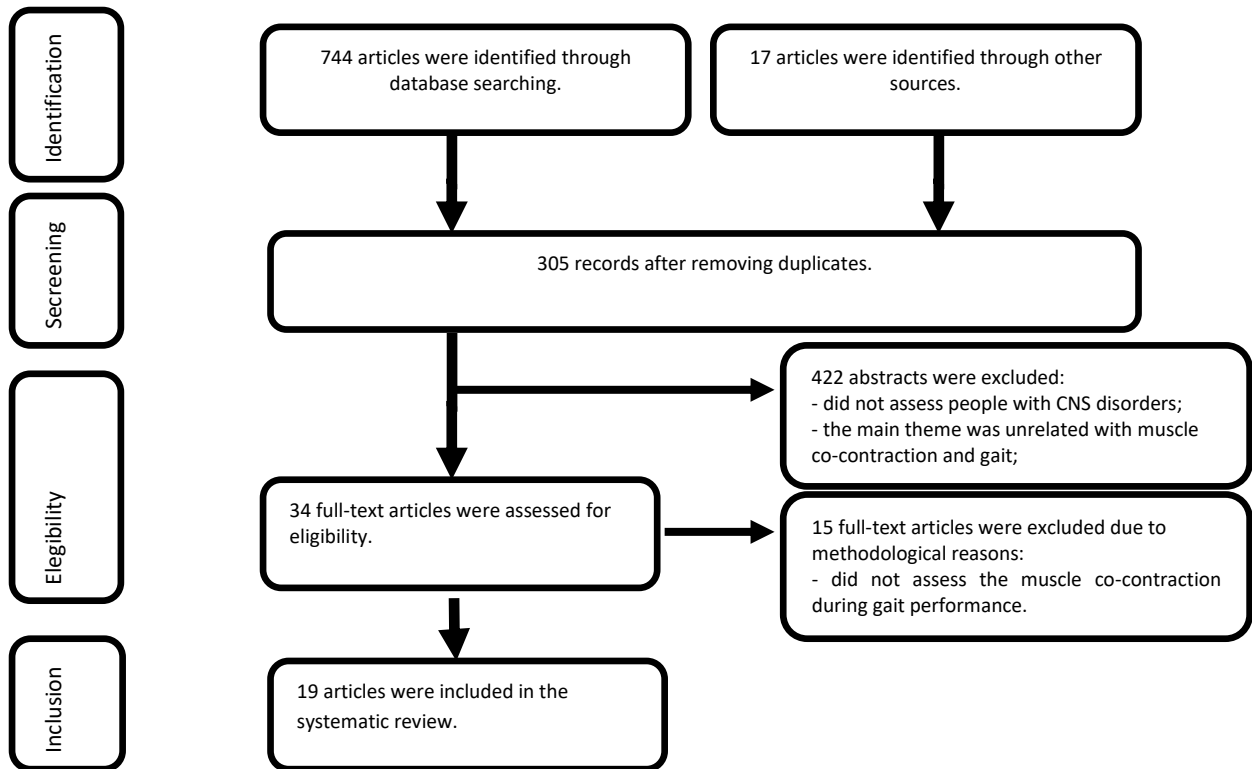 Identification
744 articles were identified through
database searching.
17 articles were identified through other
sources.
Secreening
305 records after removing duplicates.
422 abstracts were excluded:
- did not assess people with CNS disorders;
- the main theme was unrelated with muscle
co-contraction and gait;
Elegibility
34 full-text articles were assessed for
eligibility.
15 full-text articles were excluded due to
methodological reasons:
- did not assess the muscle co-contraction
during gait performance.
Inclusion
19 articles were included in the
systematic review.